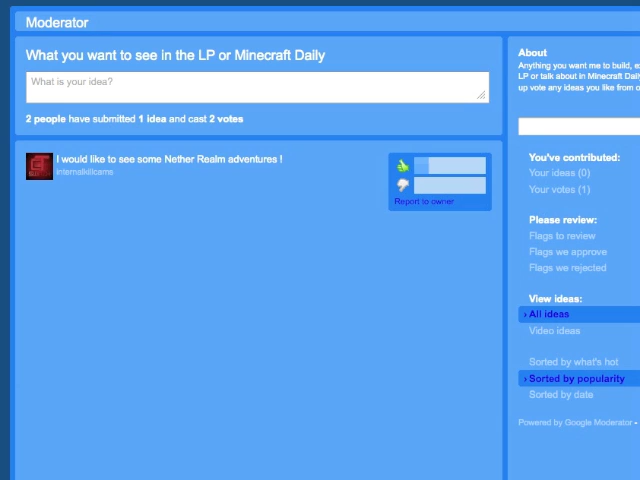 Moderator
What you want to see in the LP or Minecraft Daily
What is your idea?
2 people have submitted 1 idea and cast 2 votes
I would like to see some Nether Realm adventures !
internalkillcams
Report to owner
About
Anything you want me to build, e
LP or talk about in Minecraft Daily
up vote any ideas you like from o
You've contributed:
Your ideas (0)
Your votes (1)
Please review:
Flags to review
Flags we approve
Flags we rejected
View ideas:
› All ideas
Video ideas
Sorted by what's hot
› Sorted by popularity
Sorted by date
Powered by Google Moderator -